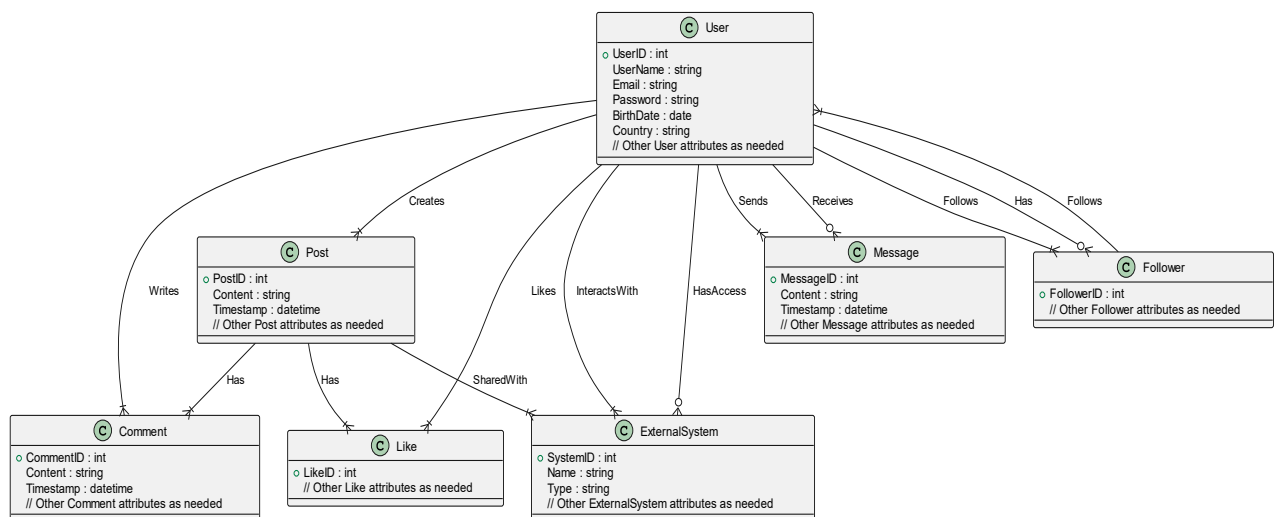 C User
UserID : int
UserName : string
Email : string
Password : string
BirthDate : date
Country : string
// Other User attributes as needed
Creates
Sends
Receives
Follows
Has
Follows
C Post
PostID : int
Content : string
Timestamp : datetime
// Other Post attributes as needed
C Message
MessageID : int
Content : string
Timestamp : datetime
// Other Message attributes as needed
C Follower
FollowerID : int
// Other Follower attributes as needed
Writes
Likes
InteractsWith
HasAccess
Has
Has
SharedWith
C Comment
CommentID : int
Content : string
Timestamp : datetime
// Other Comment attributes as needed
C Like
LikeID : int
// Other Like attributes as needed
C ExternalSystem
SystemID : int
Name : string
Type : string
// Other ExternalSystem attributes as needed